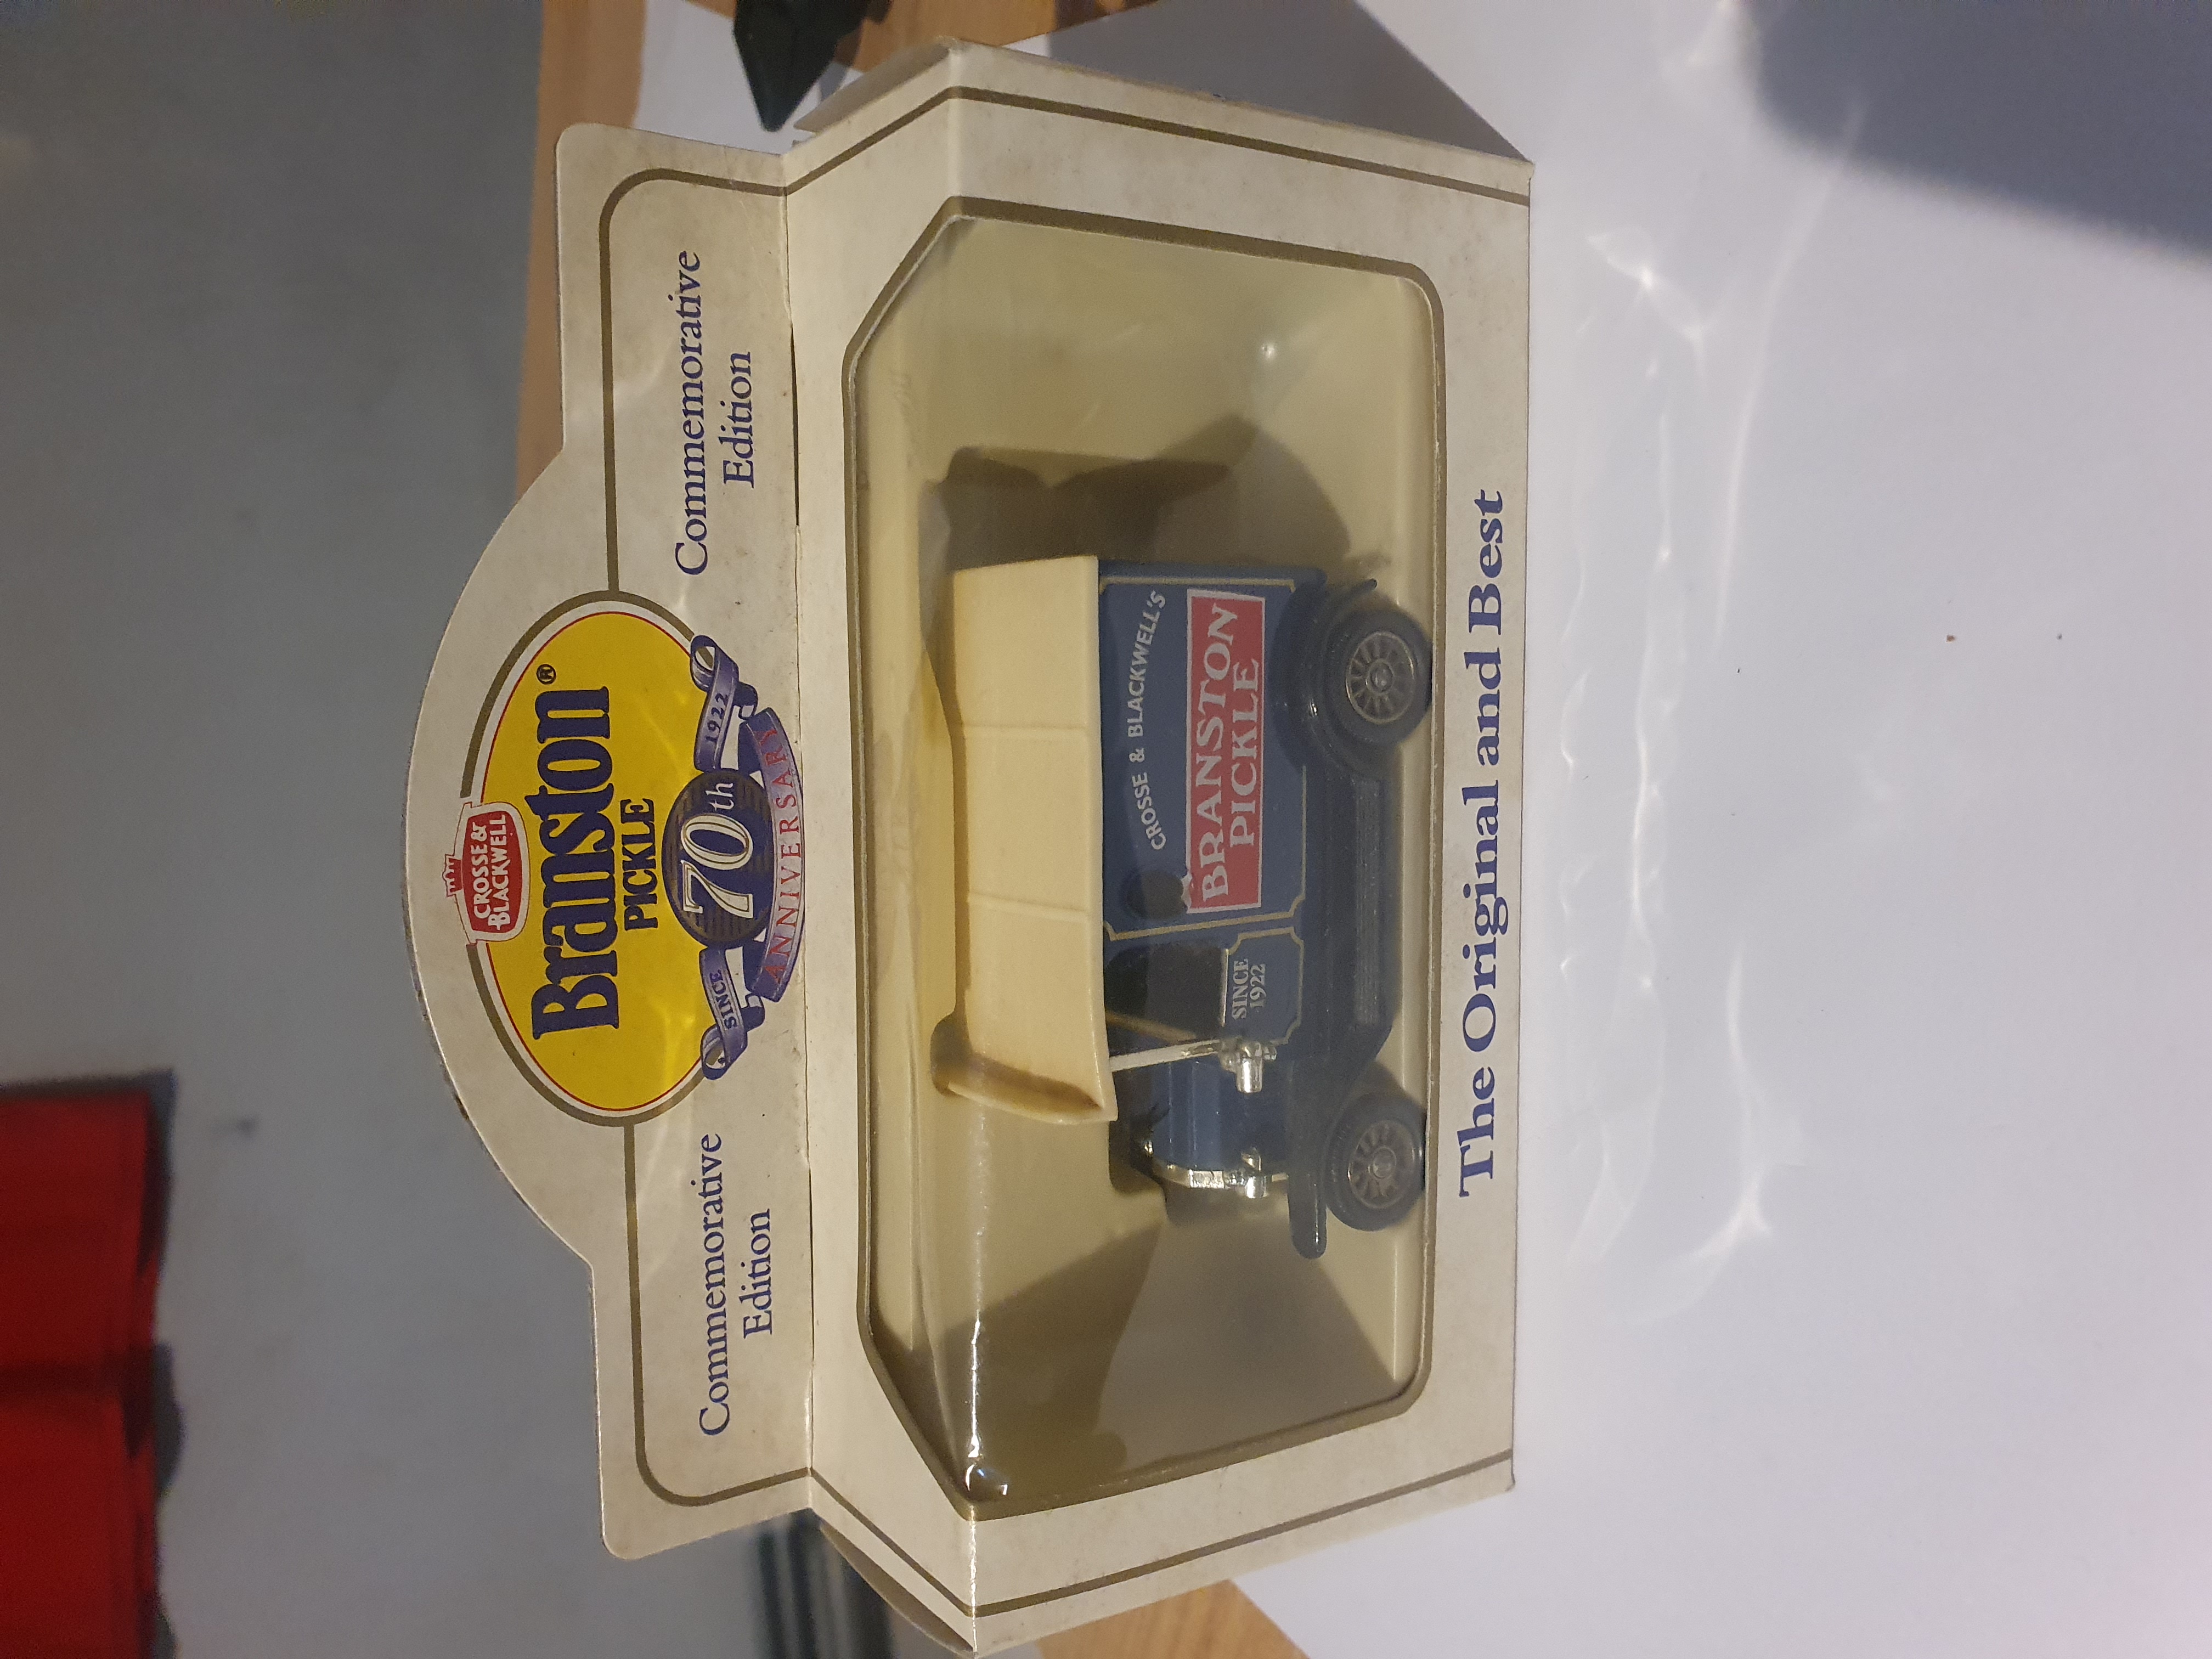 CROSSE &
BLACKWELL
Branston®
PICKLE
SINCE 1922
70th
ANNIVERSARY
Commemorative
Edition
Commemorative
Edition
CROSSE & BLACKWELL'S
BRANSTON
PICKLE
SINCE
1922
The Original and Best